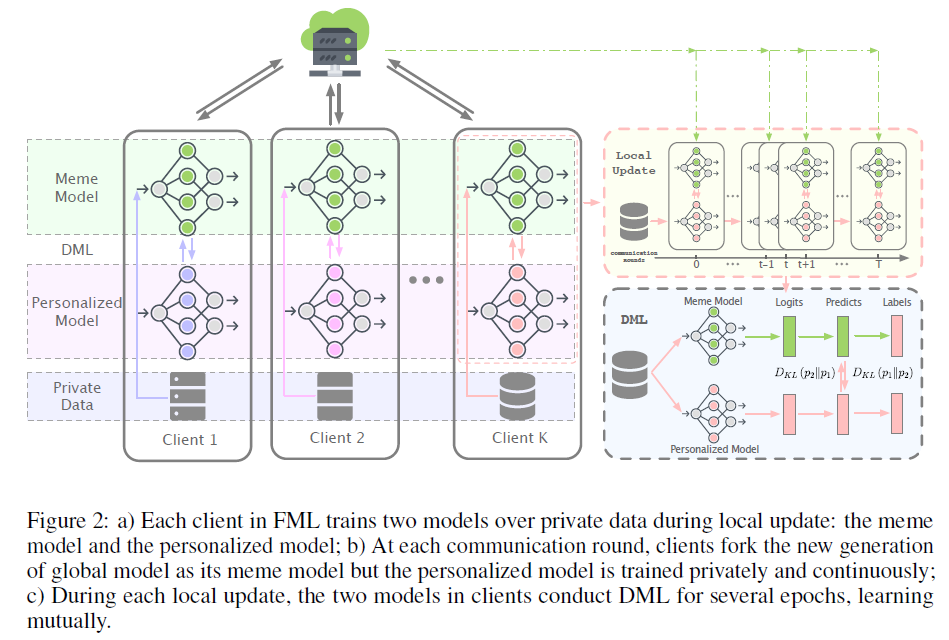 Meme
Model
DML
Personalized
Model
Private
Data
Client 1
Client 2
Client K
Local
Update
communication
rounds
0 ... t-1 t t+1 ... T
DML
Meme Model Logits Predicts Labels
D_KL(p_2||p_1) D_KL(p_1||p_2)
Personalized Model
Figure 2: a) Each client in FML trains two models over private data during local update: the meme
model and the personalized model; b) At each communication round, clients fork the new generation
of global model as its meme model but the personalized model is trained privately and continuously;
c) During each local update, the two models in clients conduct DML for several epochs, learning
mutually.